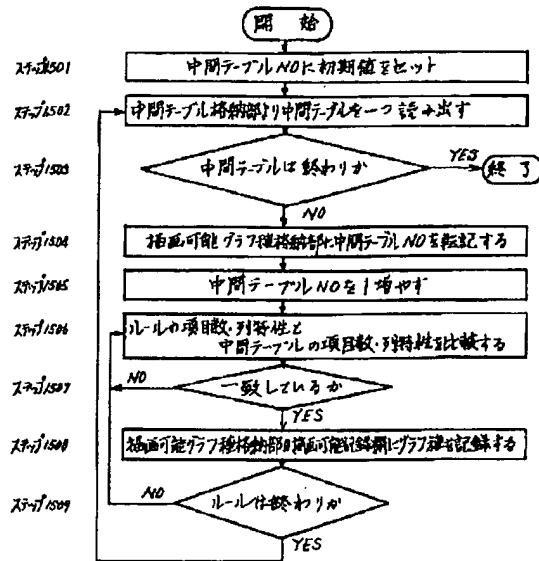 開始
ステップ1501
中間テーブルNOに初期値をセット
ステップ1502
中間テーブル格納部より中間テーブルを一つ読み出す
ステップ1503
中間テーブルは終わりか
YES
終了
NO
ステップ1504
描画可能グラフ種格納部に中間テーブルNOを転記する
ステップ1505
中間テーブルNOを1増やす
ステップ1506
ルールの項目数・列特性と
中間テーブルの項目数・列特性を比較する
ステップ1507
NO
一致しているか
YES
ステップ1508
描画可能グラフ種格納部の描画可能記録欄にグラフ種を記録する
ステップ1509
NO
ルールは終わりか
YES